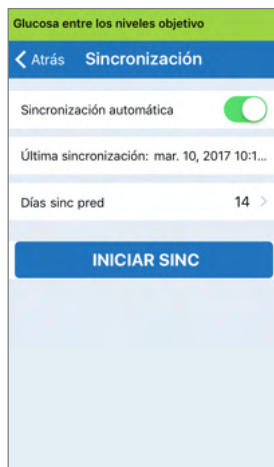 Glucosa entre los niveles objetivo
Atrás Sincronización
Sincronización automática
Última sincronización: mar. 10, 2017 10:1...
Días sinc pred 14
INICIAR SINC